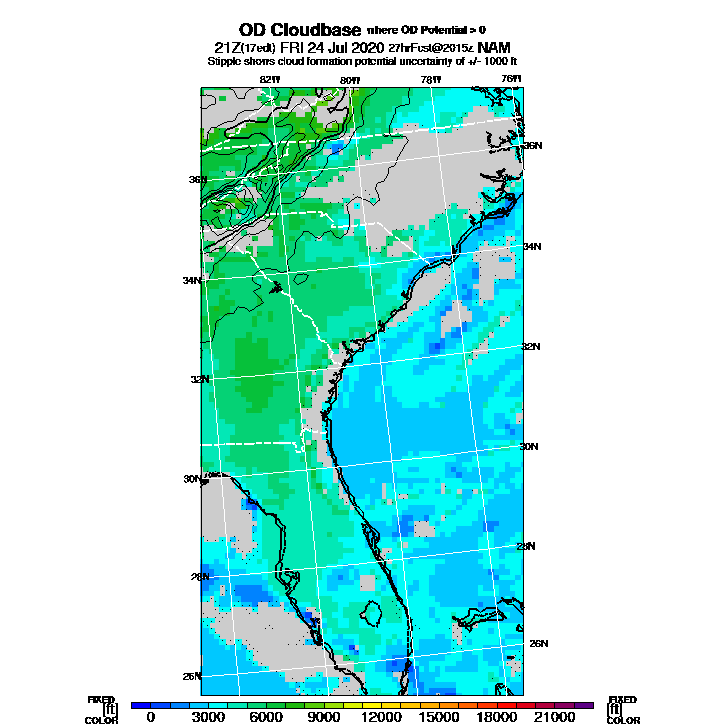 OD Cloudbase where OD Potential > 0
21Z(17edt) FRI 24 Jul 2020 27hrFcst@2015z NAM
Stipple shows cloud formation potential uncertainty of +/- 1000 ft
82W 80W 78W 76W
36N
36N
34N
34N
32N
32N
30N
30N
28N
28N
26N
26N
FIXED FIXED
[ft] [ft]
COLOR 0 3000 6000 9000 12000 15000 18000 21000 COLOR